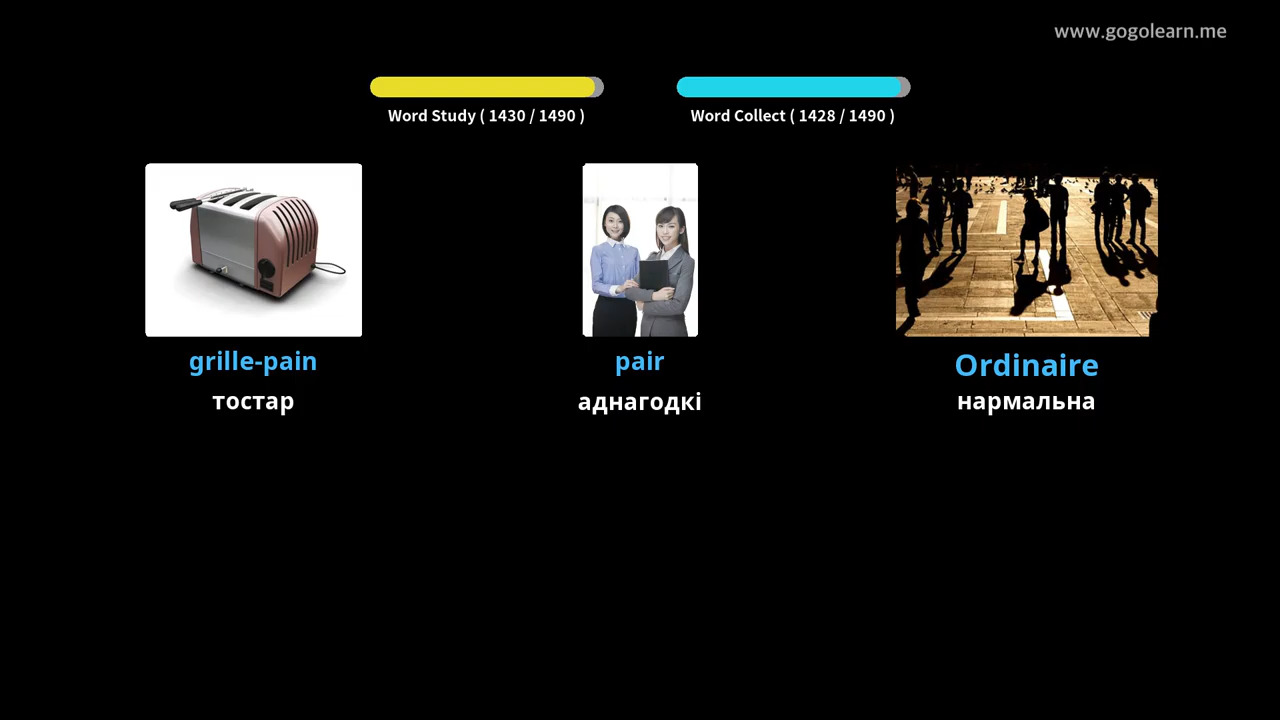 www.gogolearn.me
Word Study ( 1430 / 1490 )
Word Collect ( 1428 / 1490 )
grille-pain
тостар
pair
аднагодкі
Ordinaire
нармальна